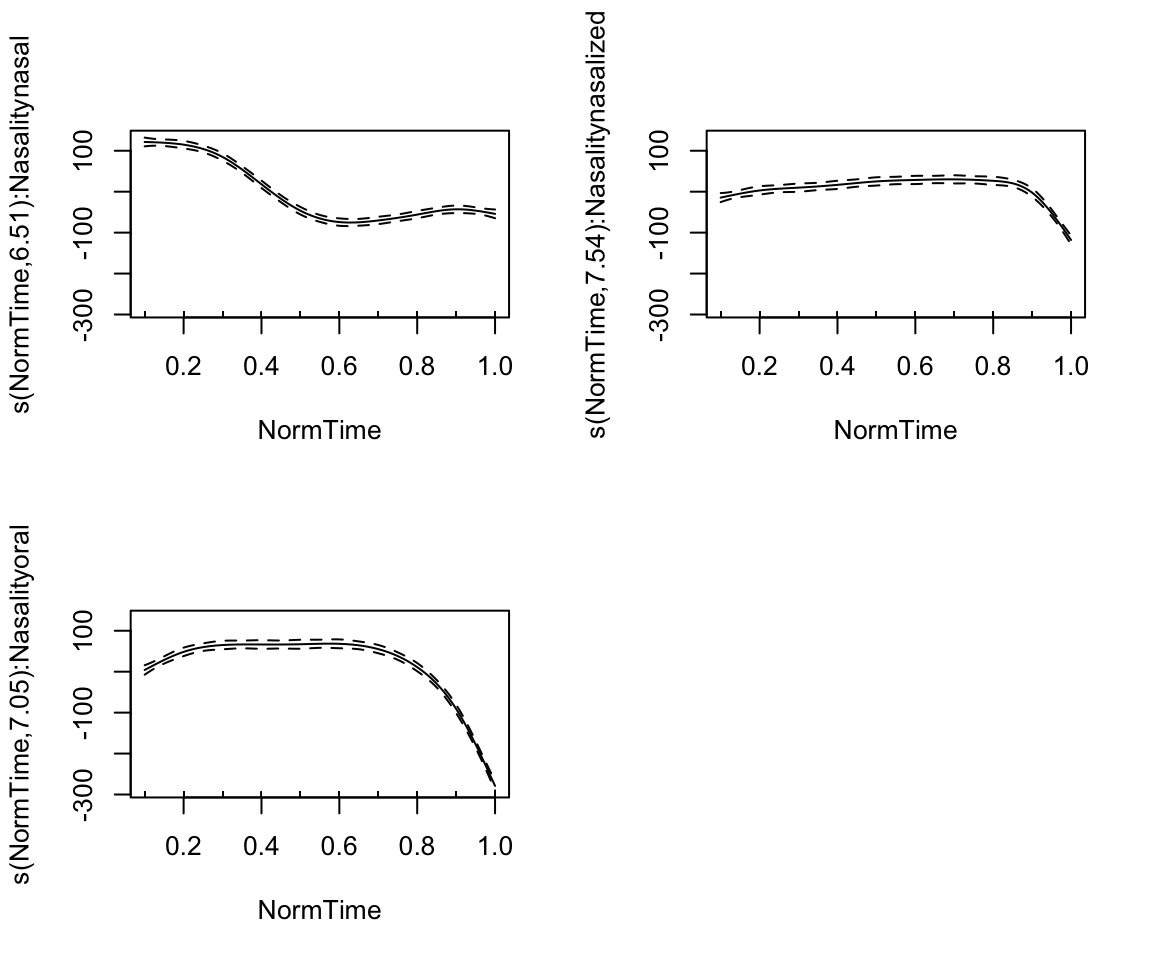 s(NormTime,6.51):Nasalitynasal
100
-100
-300
0.2 0.4 0.6 0.8 1.0
NormTime
s(NormTime,7.54):Nasalitynasalized
100
-100
-300
0.2 0.4 0.6 0.8 1.0
NormTime
s(NormTime,7.05):Nasalityoral
100
-100
-300
0.2 0.4 0.6 0.8 1.0
NormTime